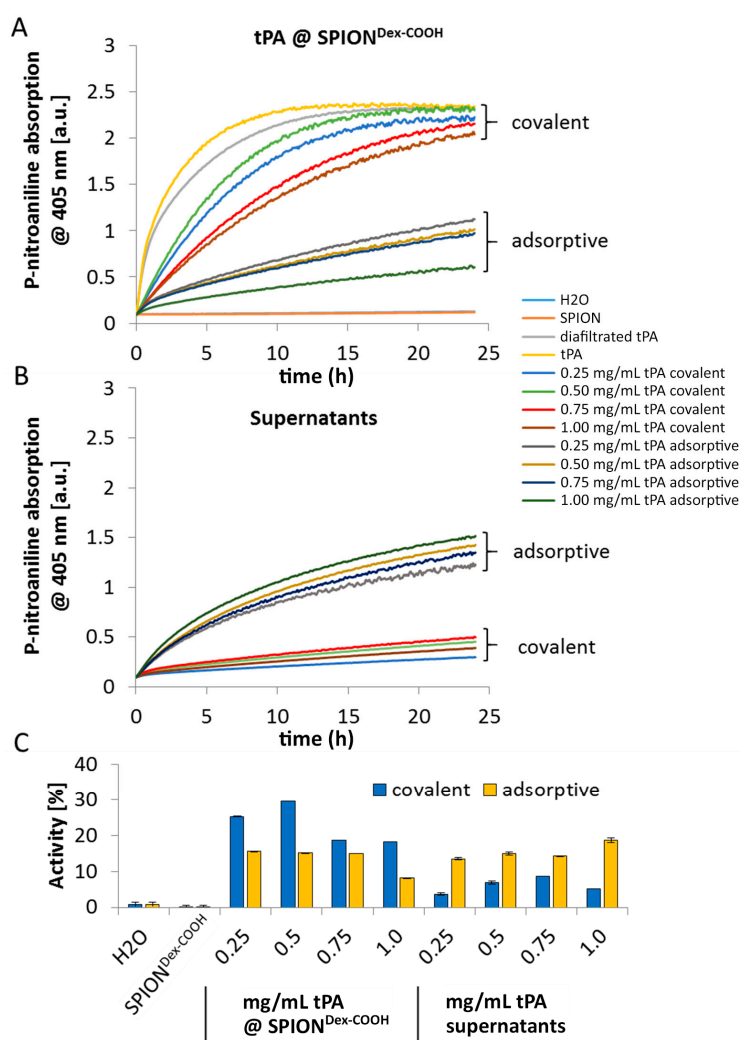 A
tPA @ SPION^Dex-COOH
P-nitroaniline absorption
@ 405 nm [a.u.]
3
2.5
2
1.5
1
0.5
0
covalent
adsorptive
0 5 10 15 20 25
time (h)
H2O
SPION
diafiltrated tPA
tPA
0.25 mg/mL tPA covalent
0.50 mg/mL tPA covalent
0.75 mg/mL tPA covalent
1.00 mg/mL tPA covalent
0.25 mg/mL tPA adsorptive
0.50 mg/mL tPA adsorptive
0.75 mg/mL tPA adsorptive
1.00 mg/mL tPA adsorptive
B
Supernatants
P-nitroaniline absorption
@ 405 nm [a.u.]
3
2.5
2
1.5
1
0.5
0
adsorptive
covalent
0 5 10 15 20 25
time (h)
C
Activity [%]
40
30
20
10
0
covalent adsorptive
H2O
SPION^Dex-COOH
0.25
0.5
0.75
1.0
0.25
0.5
0.75
1.0
mg/mL tPA
@ SPION^Dex-COOH
mg/mL tPA
supernatants